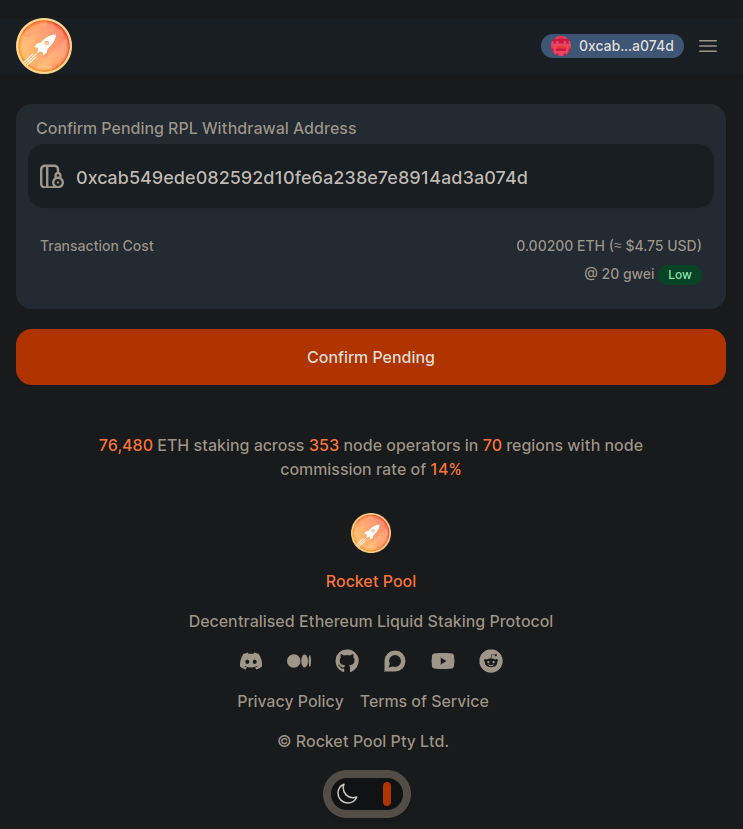 0xcab...a074d
Confirm Pending RPL Withdrawal Address
0xcab549ede082592d10fe6a238e7e8914ad3a074d
Transaction Cost
0.00200 ETH (≈ $4.75 USD)
@ 20 gwei Low
Confirm Pending
76,480 ETH staking across 353 node operators in 70 regions with node
commission rate of 14%
Rocket Pool
Decentralised Ethereum Liquid Staking Protocol
Privacy Policy Terms of Service
© Rocket Pool Pty Ltd.